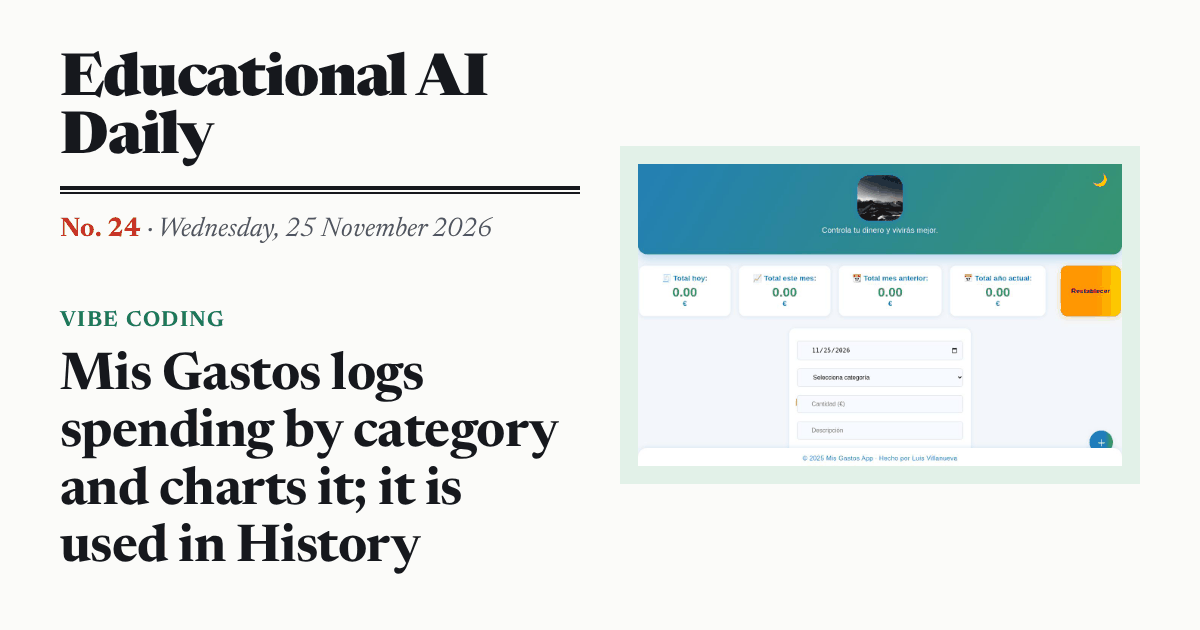 Educational AI
Daily
No. 24 · Wednesday, 25 November 2026
VIBE CODING
Mis Gastos logs
spending by category
and charts it; it is
used in History
Controla tu dinero y vivirás mejor.
Total hoy:
0.00
€
Total este mes:
0.00
€
Total mes anterior:
0.00
€
Total año actual:
0.00
€
Restablecer
11/25/2026
Selecciona categoría
Cantidad (€)
Descripción
+
© 2025 Mis Gastos App · Hecho por Luis Villanueva